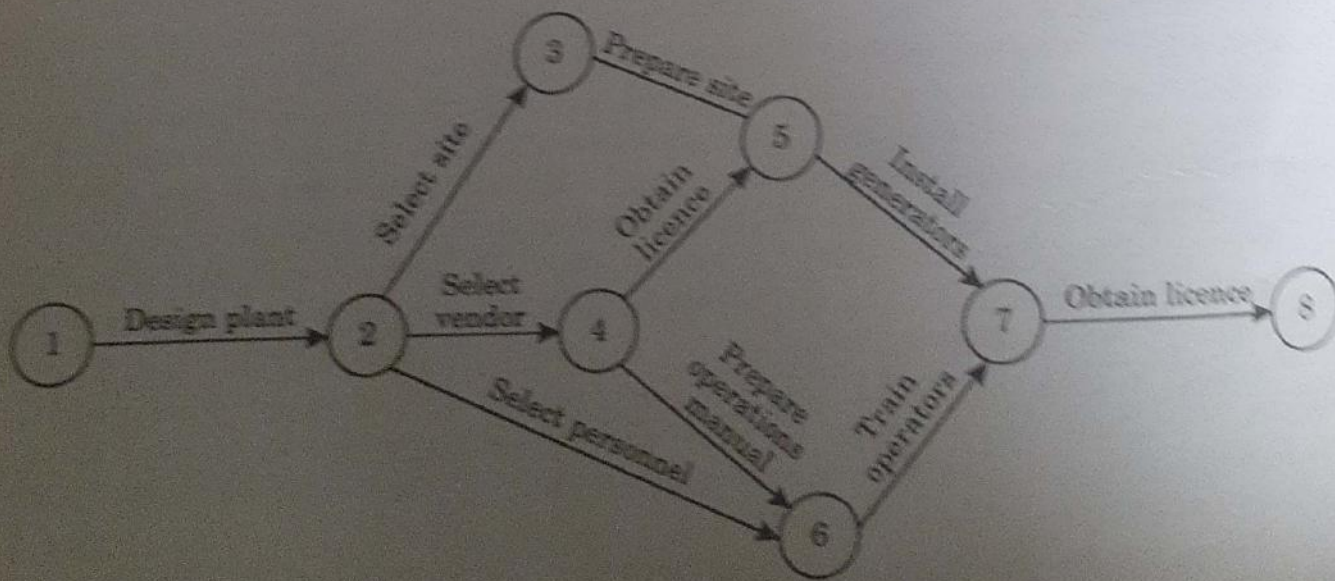 3
Prepare site
5
Select site
Obtain
licence
Install
generators
1
Design plant
2
Select
vendor
4
7
Obtain licence
8
Select personnel
Prepare
operations
manual
Train
operators
6